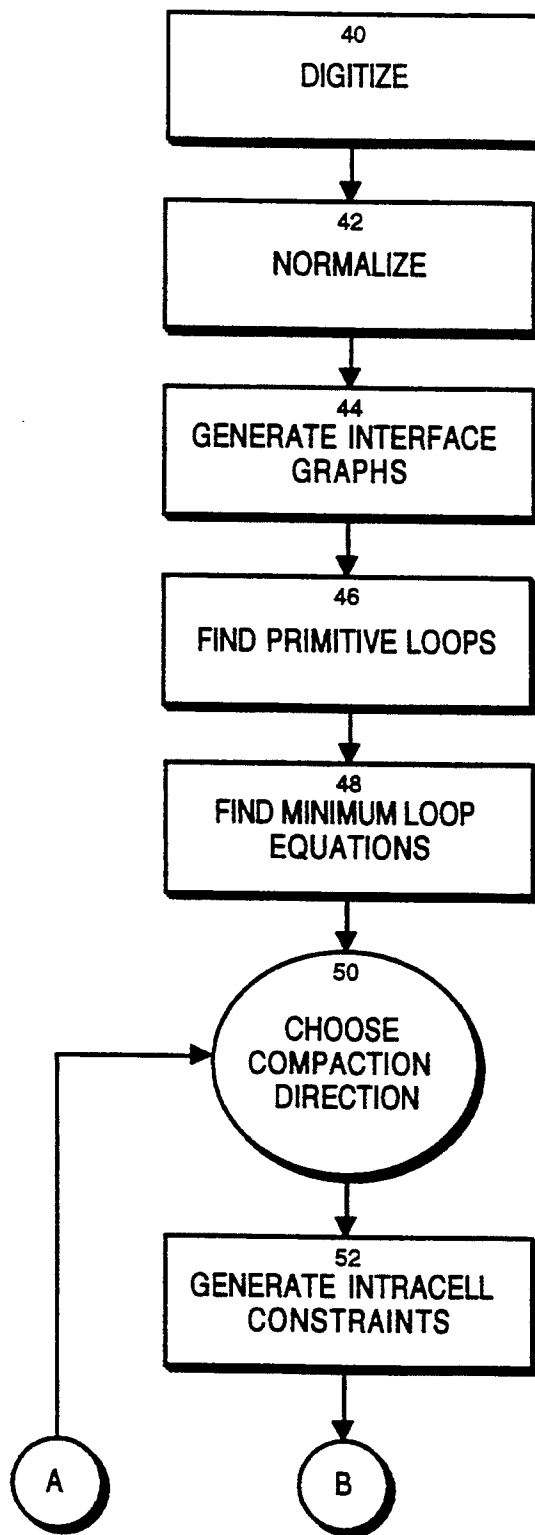 40
DIGITIZE
42
NORMALIZE
44
GENERATE INTERFACE
GRAPHS
46
FIND PRIMITIVE LOOPS
48
FIND MINIMUM LOOP
EQUATIONS
50
CHOOSE
COMPACTION
DIRECTION
52
GENERATE INTRACELL
CONSTRAINTS
A
B